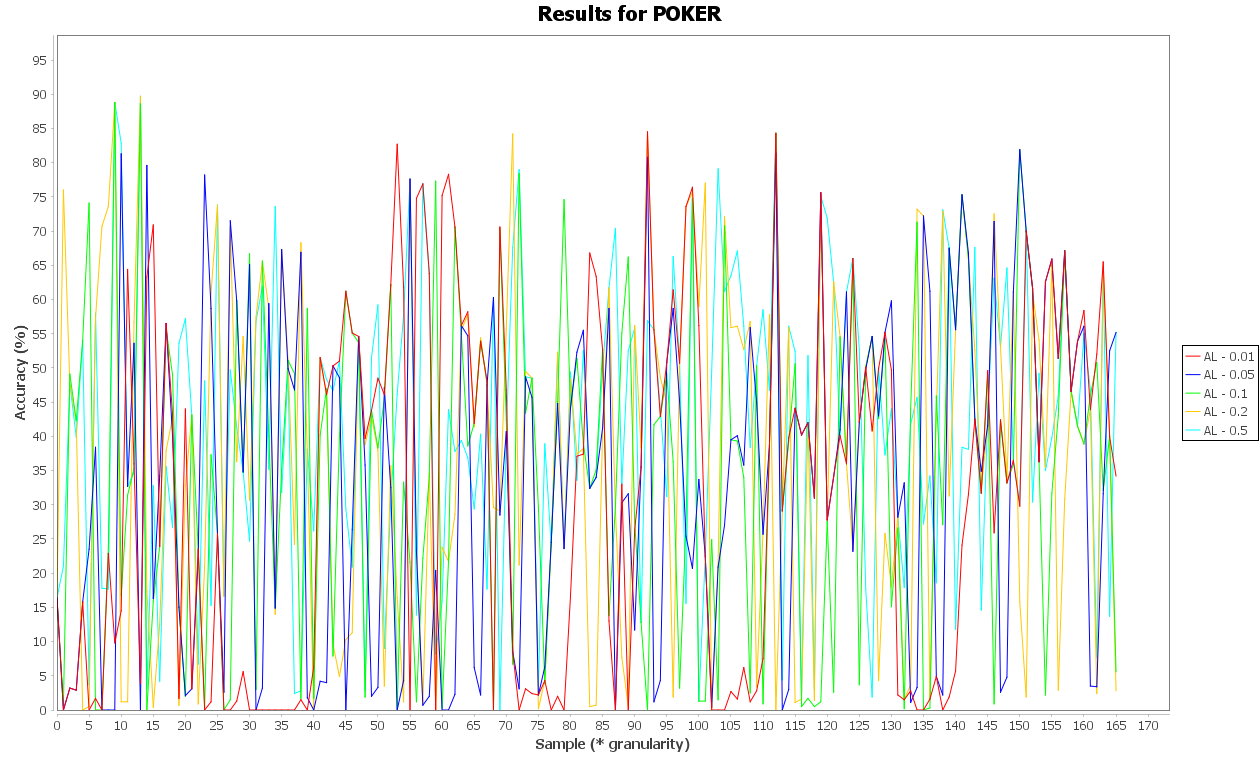 Results for POKER
95
90
85
80
75
70
65
60
55
50
45
40
35
30
25
20
15
10
5
0
Accuracy (%)
0 5 10 15 20 25 30 35 40 45 50 55 60 65 70 75 80 85 90 95 100 105 110 115 120 125 130 135 140 145 150 155 160 165 170
Sample (* granularity)
AL - 0.01
AL - 0.05
AL - 0.1
AL - 0.2
AL - 0.5